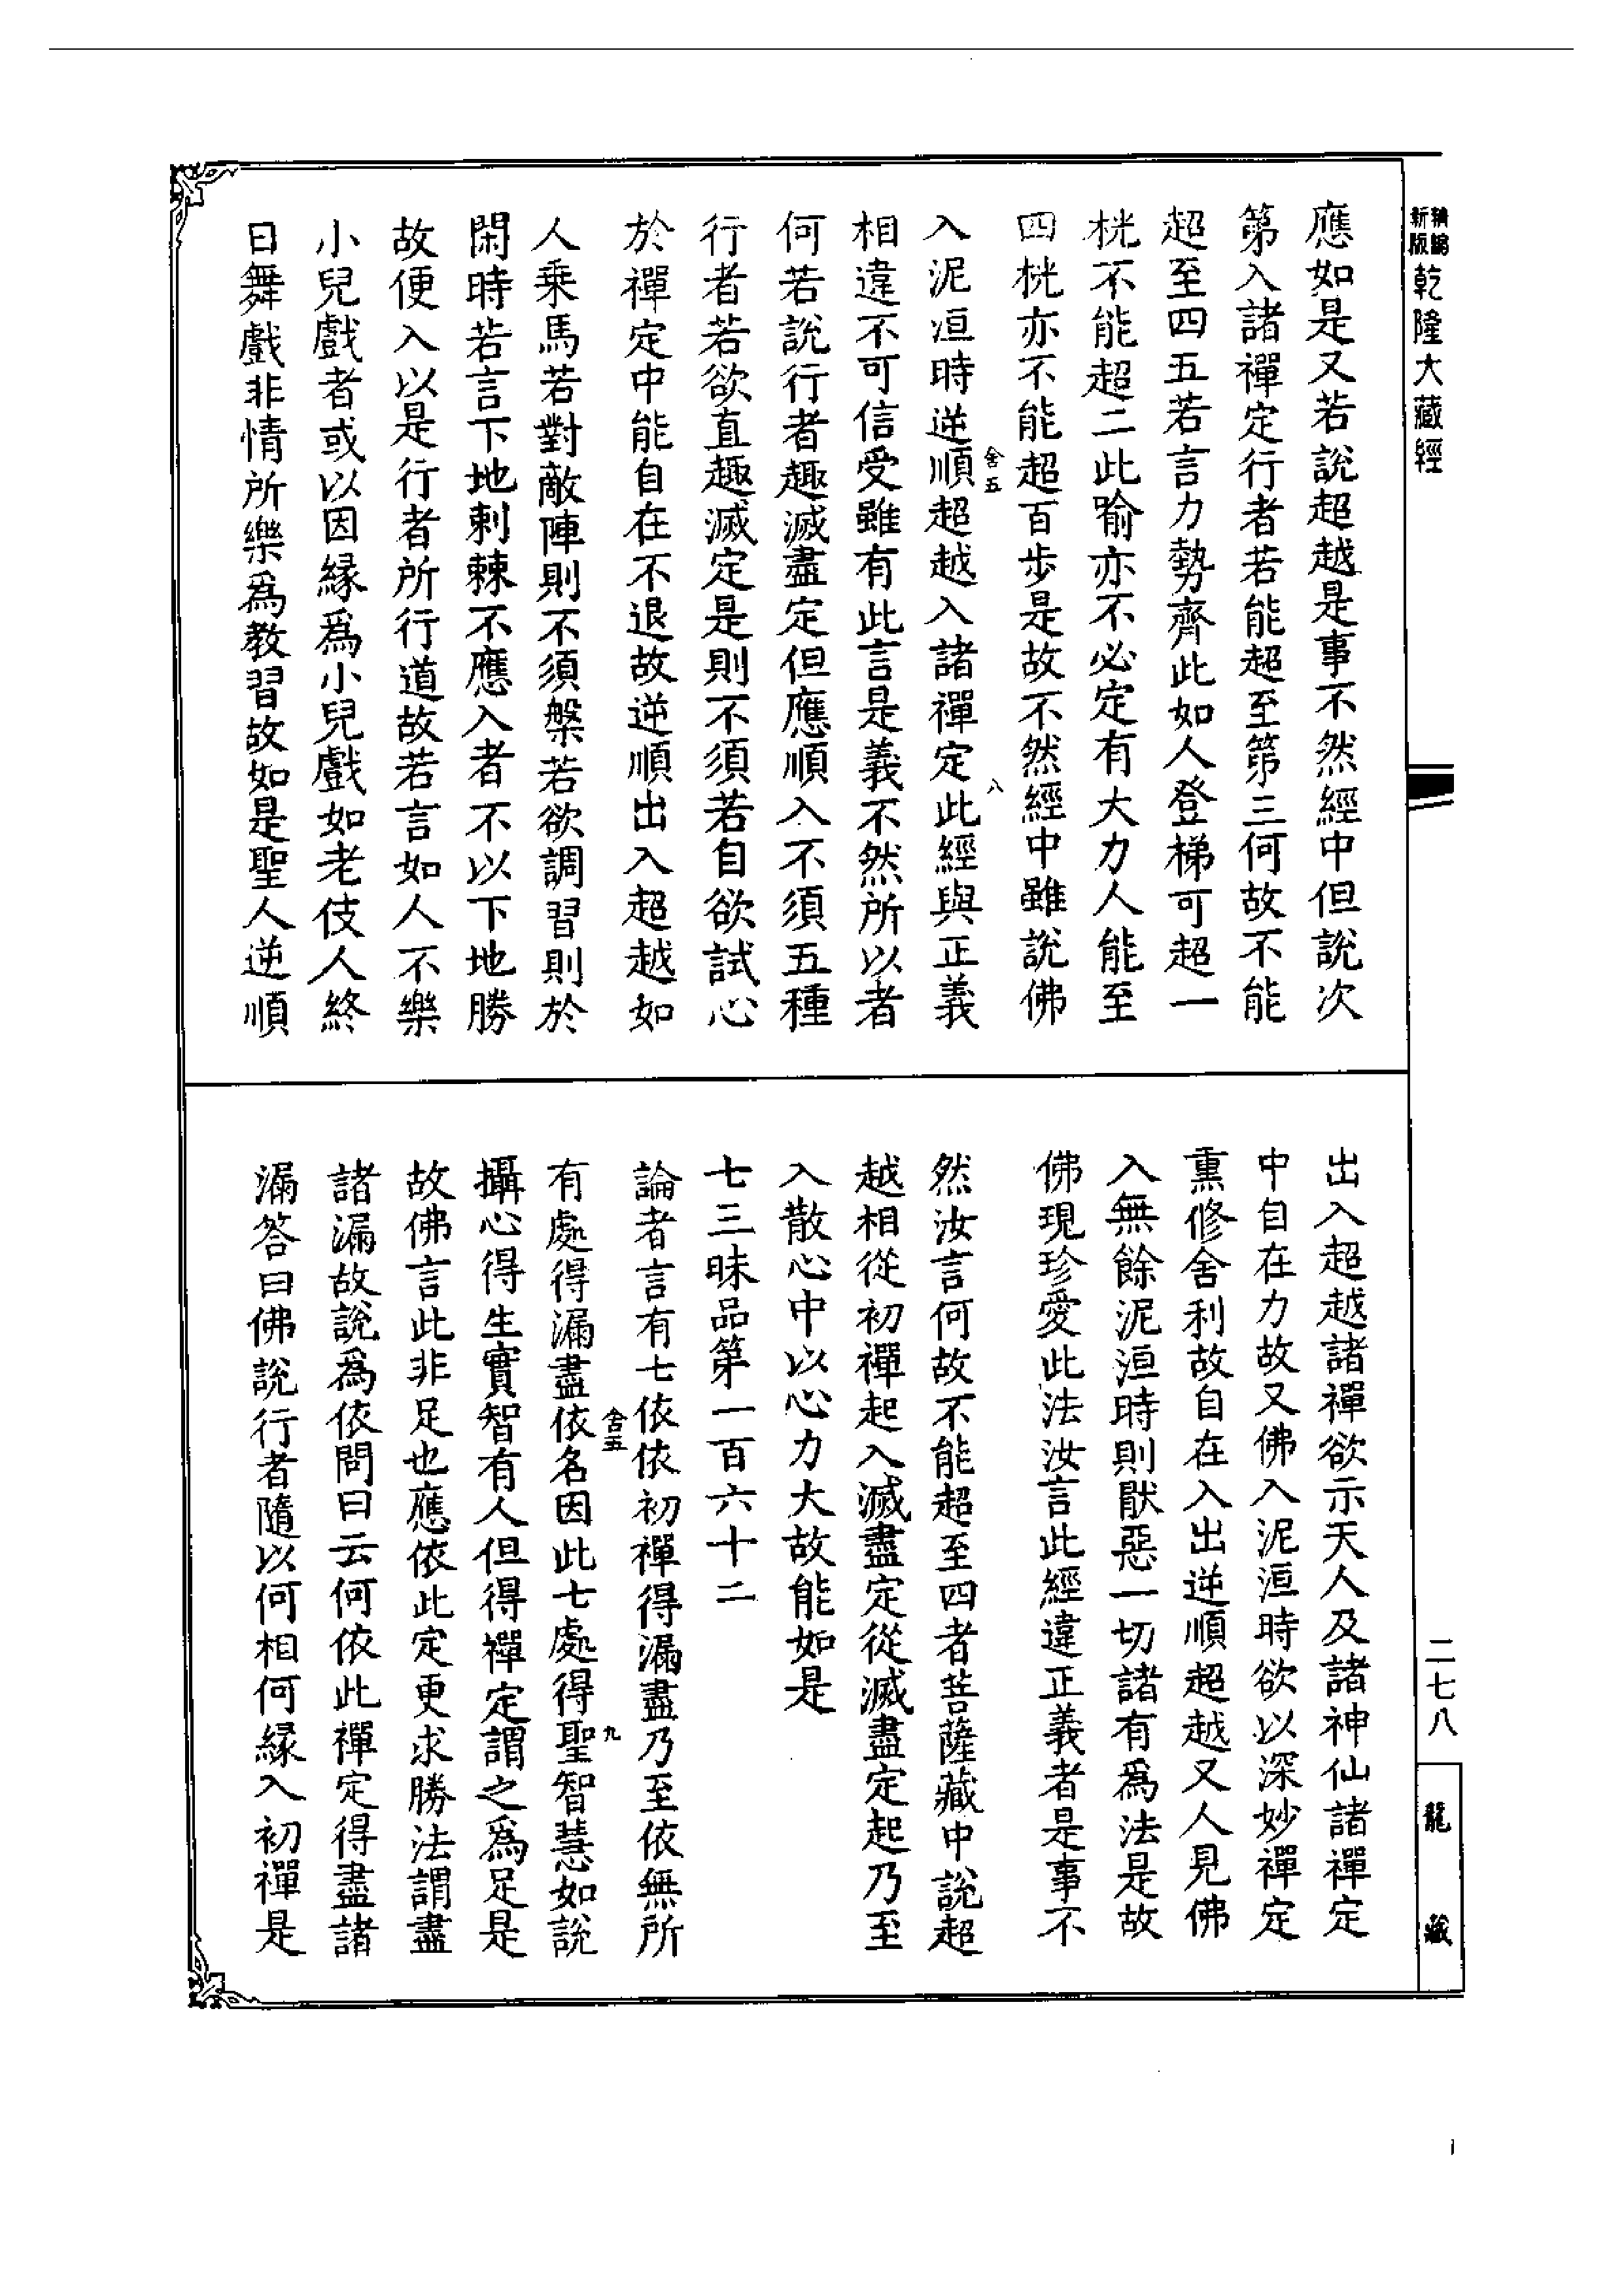 新編新版乾隆大藏經
應如是又若說超越是事不然經中但說次
第入諸禪定行者若能超至第三何故不能
超至四五若言力勢齊此如人登梯可超一
桄不能超二此喻亦不必定有大力人能至
四桄亦不能超百步是故不然經中雖說佛
舍五
八
入泥洹時逆順超越入諸禪定此經與正義
相違不可信受雖有此言是義不然所以者
何若說行者趣滅盡定但應順入不須五種
行者若欲直趣滅定是則不須若自欲試心
於禪定中能自在不退故逆順出入超越如
人乘馬若對敵陣則不須槃若欲調習則於
閑時若言下地刺棘不應入者不以下地勝
故便入以是行者所行道故若言如人不樂
小兒戲者或以因緣爲小兒戲如老伎人終
日舞戲非情所樂爲教習故如是聖人逆順
出入超越諸禪欲示天人及諸神仙諸禪定
中自在力故又佛入泥洹時欲以深妙禪定
熏修舍利故自在入出逆順超越又人見佛
入無餘泥洹時則猒惡一切諸有爲法是故
佛現珍愛此法汝言此經違正義者是事不
然汝言何故不能超至四者菩薩藏中說超
越相從初禪起入滅盡定從滅盡定起乃至
入散心中以心力大故能如是
七三昧品第一百六十二
論者言有七依依初禪得漏盡乃至依無所
舍五
九
有處得漏盡依名因此七處得聖智慧如說
攝心得生實智有人但得禪定謂之爲足是
故佛言此非足也應依此定更求勝法謂盡
諸漏故說爲依問曰云何依此禪定得盡諸
漏答曰佛說行者隨以何相何緣入初禪是
二七八
龍藏